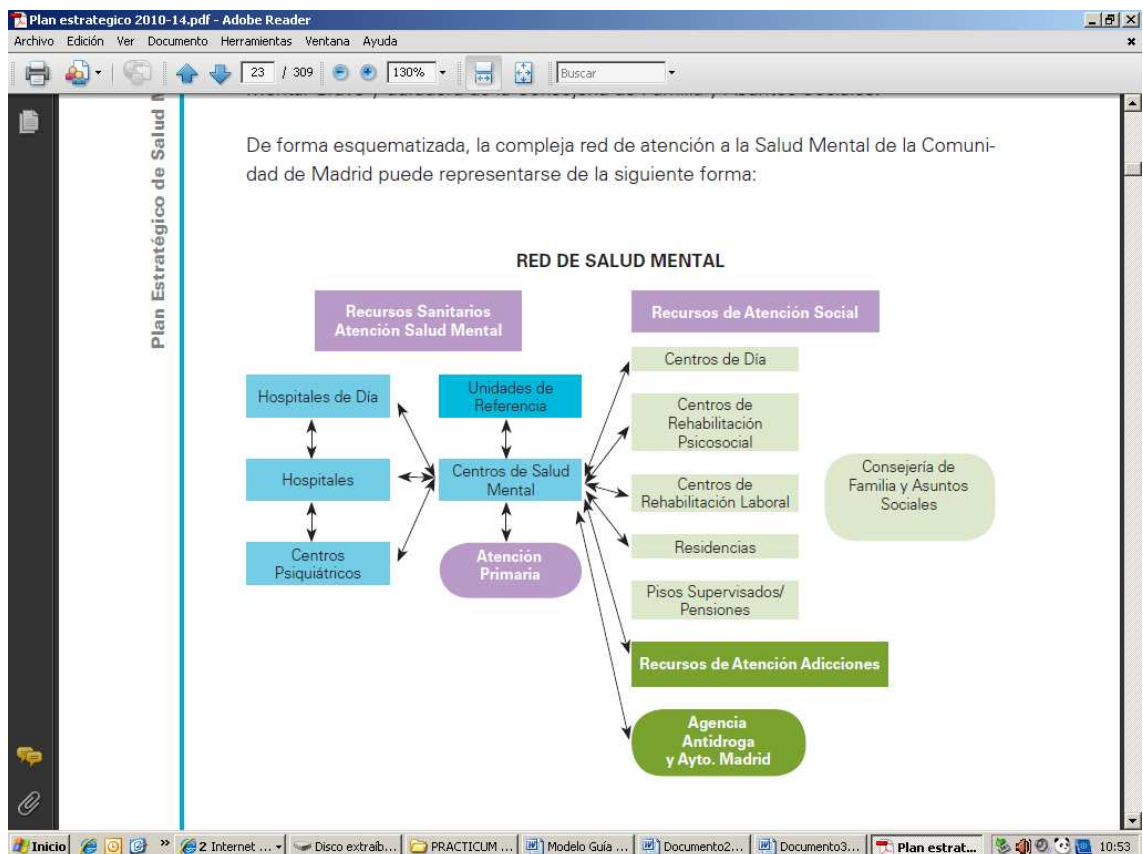 Plan estrategico 2010-14.pdf - Adobe Reader
Archivo Edición Ver Documento Herramientas Ventana Ayuda
23 / 309 130% Buscar
Plan Estratégico de Salud M
De forma esquematizada, la compleja red de atención a la Salud Mental de la Comuni-
dad de Madrid puede representarse de la siguiente forma:
RED DE SALUD MENTAL
Recursos Sanitarios
Atención Salud Mental
Recursos de Atención Social
Hospitales de Día
Unidades de
Referencia
Hospitales
Centros de Salud
Mental
Centros
Psiquiátricos
Atención
Primaria
Centros de Día
Centros de
Rehabilitación
Psicosocial
Centros de
Rehabilitación Laboral
Residencias
Pisos Supervisados/
Pensiones
Consejería de
Familia y Asuntos
Sociales
Recursos de Atención Adicciones
Agencia
Antidroga
y Ayto. Madrid
Inicio » 2 Internet ... Disco extraíb... PRACTICUM ... Modelo Guía ... Documento2... Documento3... Plan estrat... 10:53